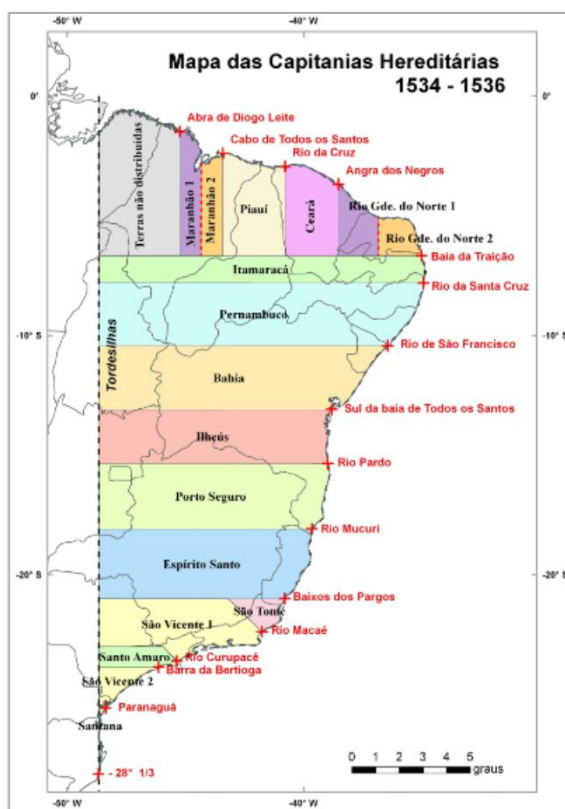 -50° W
-40° W
Mapa das Capitanias Hereditárias
1534 - 1536
0°
0°
Abra de Diogo Leite
Cabo de Todos os Santos
Rio da Cruz
Angra dos Negros
Terras não distribuídas
Maranhão 1
Maranhão 2
Piauí
Ceará
Rio Gde. do Norte 1
Rio Gde. do Norte 2
Baia da Traição
Itamaracá
Rio da Santa Cruz
Pernambuco
Tordesilhas
-10° S
-10° S
Rio de São Francisco
Bahia
Sul da baia de Todos os Santos
Ilhéus
Rio Pardo
Porto Seguro
Rio Mucuri
Espírito Santo
-20° S
-20° S
Baixos dos Pargos
São Tomé
São Vicente 1
Rio Macaé
Santo Amaro
Rio Curupacê
Barra da Bertioga
São Vicente 2
Paranaguá
Santana
- 28° 1/3
0 1 2 3 4 5
graus
-50° W
-40° W